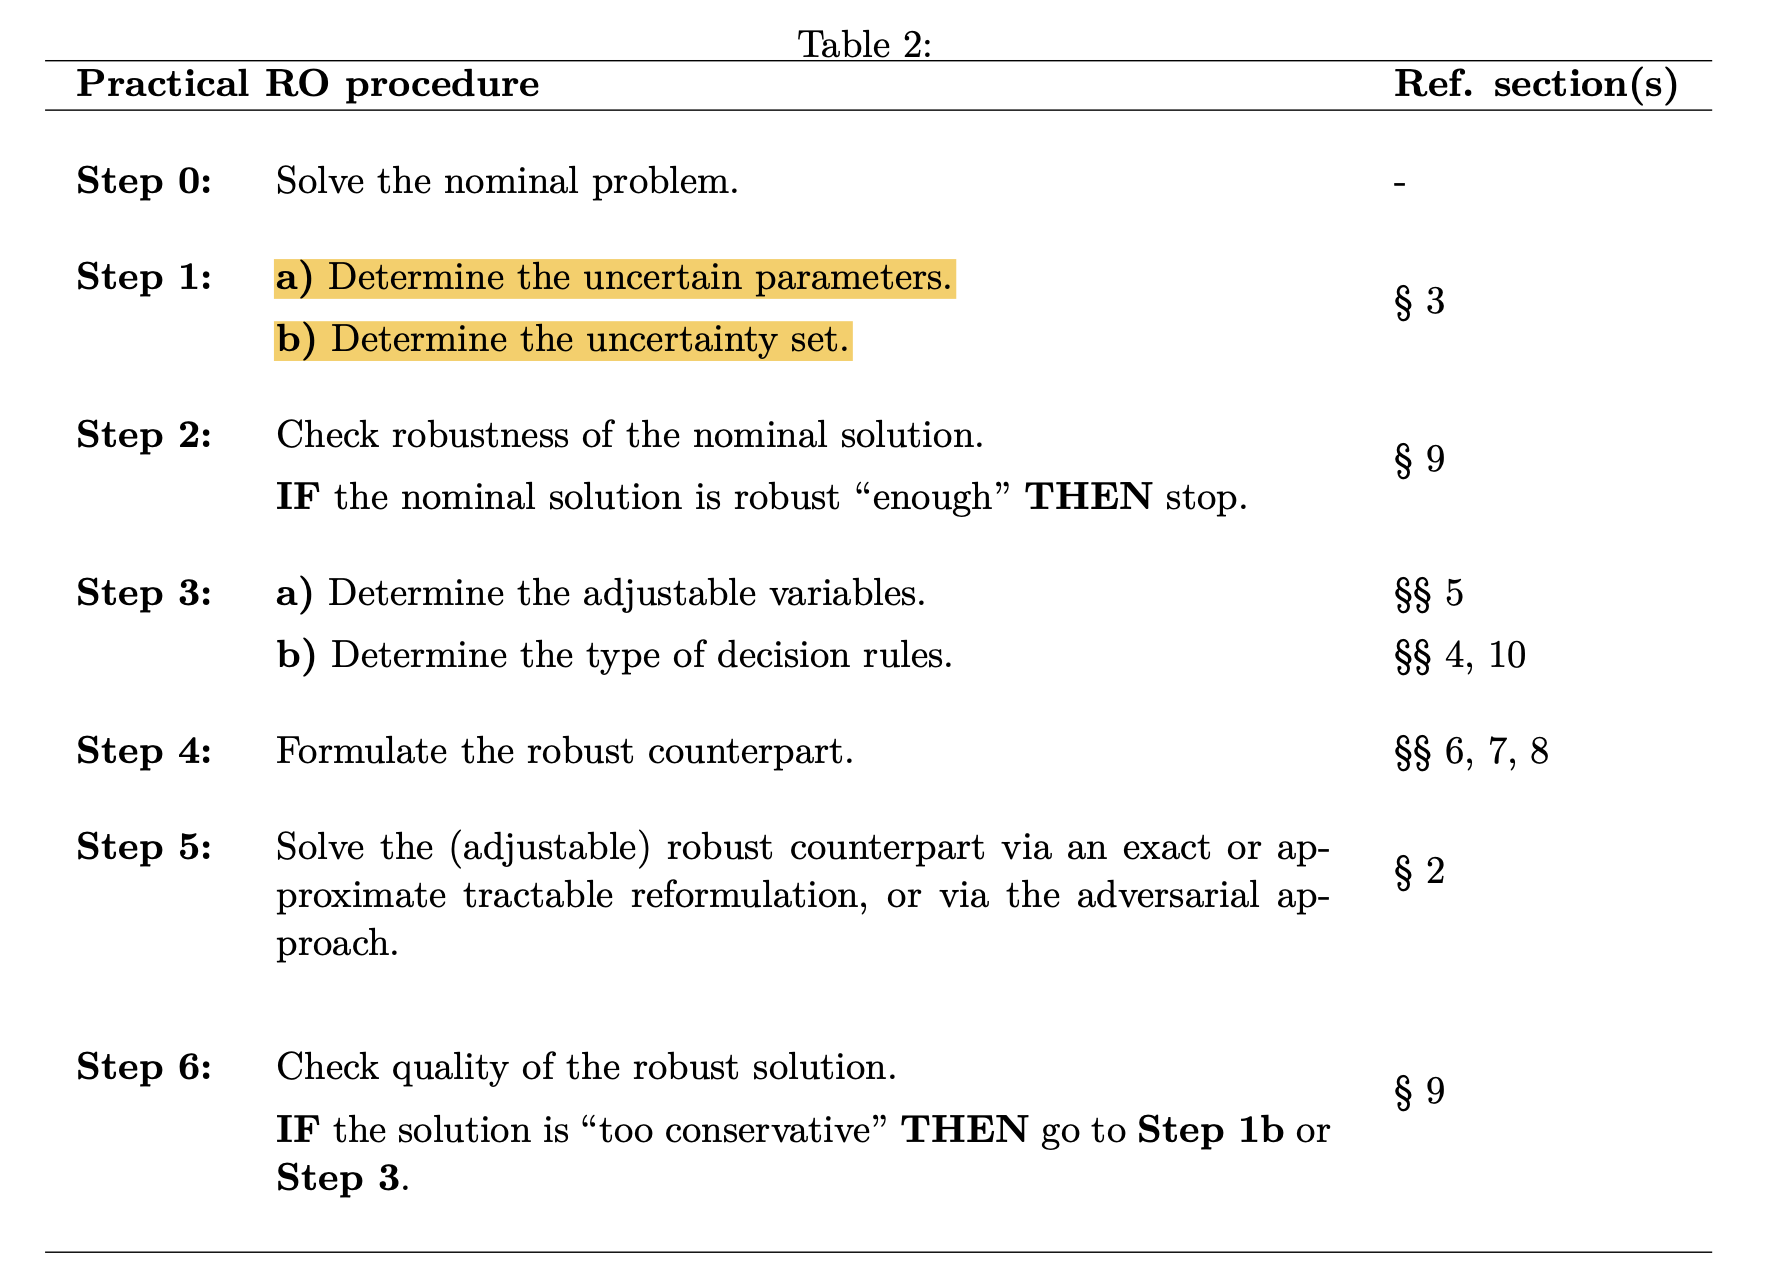 Table 2:
Practical RO procedure Ref. section(s)
Step 0: Solve the nominal problem. -
Step 1: a) Determine the uncertain parameters.
§ 3
b) Determine the uncertainty set.
Step 2: Check robustness of the nominal solution.
§ 9
IF the nominal solution is robust “enough” THEN stop.
Step 3: a) Determine the adjustable variables. §§ 5
b) Determine the type of decision rules. §§ 4, 10
Step 4: Formulate the robust counterpart. §§ 6, 7, 8
Step 5: Solve the (adjustable) robust counterpart via an exact or ap-
§ 2
proximate tractable reformulation, or via the adversarial ap-
proach.
Step 6: Check quality of the robust solution.
§ 9
IF the solution is “too conservative” THEN go to Step 1b or
Step 3.